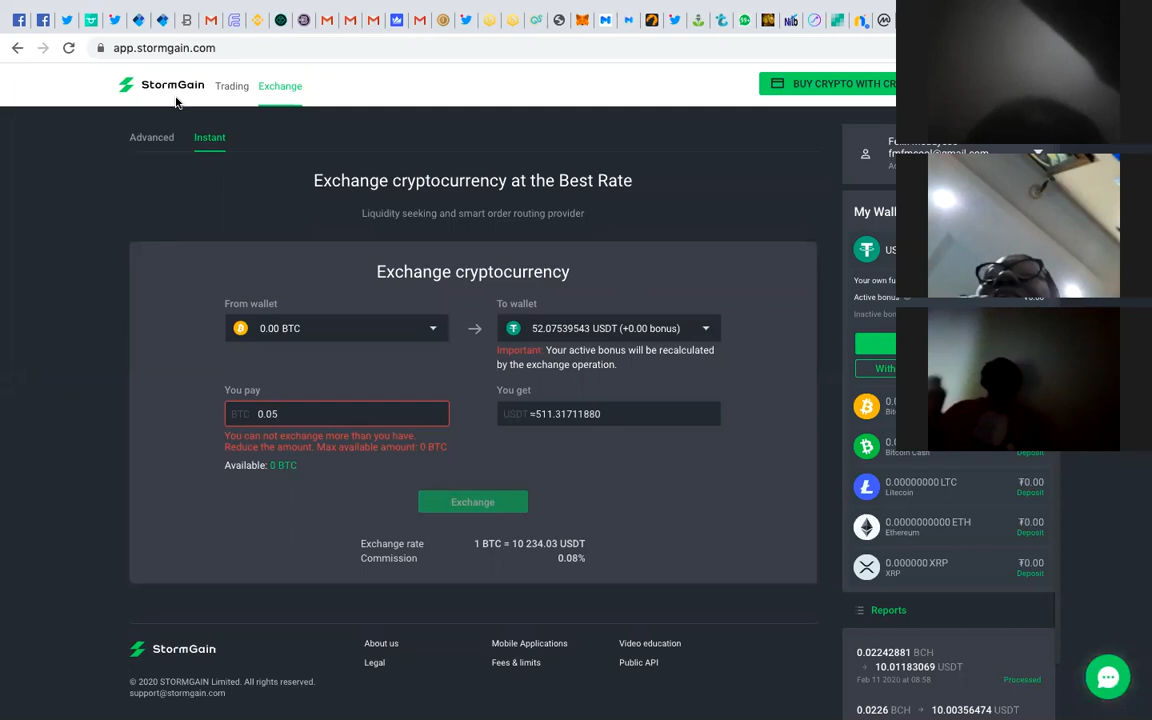 app.stormgain.com
StormGain Trading Exchange
BUY CRYPTO WITH CR
Advanced Instant
Exchange cryptocurrency at the Best Rate
Liquidity seeking and smart order routing provider
Exchange cryptocurrency
From wallet To wallet
0.00 BTC 52.07539543 USDT (+0.00 bonus)
Important: Your active bonus will be recalculated
by the exchange operation.
You pay You get
BTC 0.05 USDT =511.31711880
You can not exchange more than you have.
Reduce the amount. Max available amount: 0 BTC
Available: 0 BTC
Exchange
Exchange rate 1 BTC = 10 234.03 USDT
Commission 0.08%
StormGain
© 2020 STORMGAIN Limited. All rights reserved.
support@stormgain.com
About us Mobile Applications Video education
Legal Fees & limits Public API
My Wal
US
Your own fu
Active bonus
Inactive bon
With
0.0
Bit
0.0
Bitcoin Cash Deposit
0.00000000 LTC ₮0.00
Litecoin Deposit
0.0000000000 ETH ₮0.00
Ethereum Deposit
0.000000 XRP ₮0.00
XRP Deposit
Reports
0.02242881 BCH
→ 10.01183069 USDT
Feb 11 2020 at 08:58 Processed
0.0226 BCH → 10.00356474 USDT